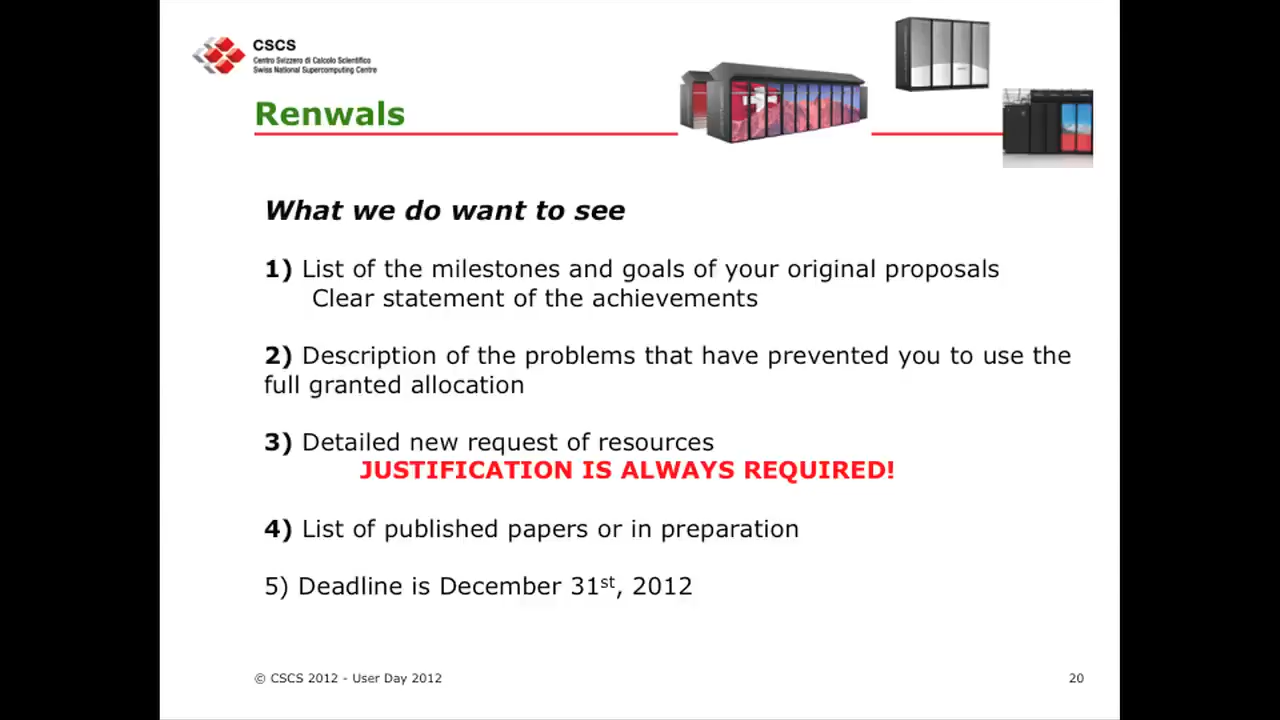 CSCS
Centro Svizzero di Calcolo Scientifico
Swiss National Supercomputing Centre
Renwals
What we do want to see
1) List of the milestones and goals of your original proposals
Clear statement of the achievements
2) Description of the problems that have prevented you to use the
full granted allocation
3) Detailed new request of resources
JUSTIFICATION IS ALWAYS REQUIRED!
4) List of published papers or in preparation
5) Deadline is December 31st, 2012
© CSCS 2012 - User Day 2012
20